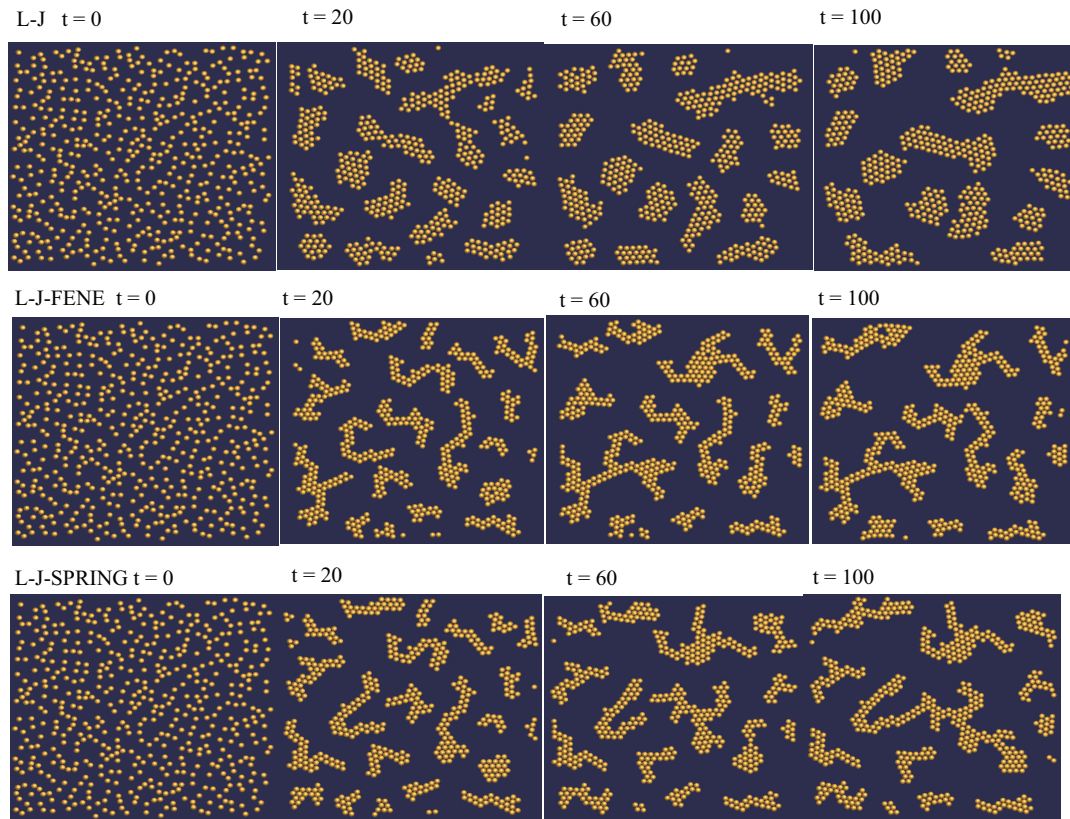 L-J t = 0 t = 20 t = 60 t = 100
L-J-FENE t = 0 t = 20 t = 60 t = 100
L-J-SPRING t = 0 t = 20 t = 60 t = 100